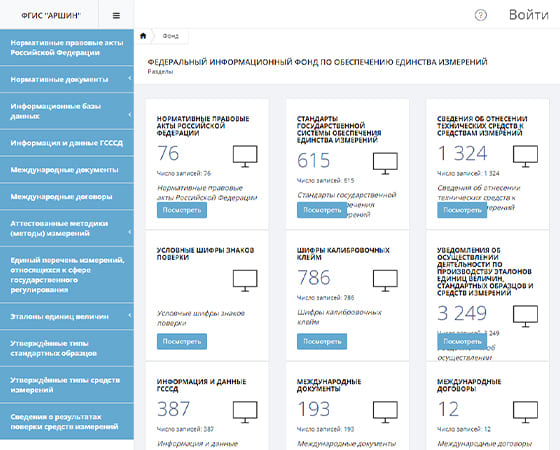 ФГИС "АРШИН"
Войти
Нормативные правовые акты
Российской Федерации
Нормативные документы
Информационные базы
данных
Информация и данные ГСССД
Международные документы
Международные договоры
Аттестованные методики
(методы) измерений
Единый перечень измерений,
относящихся к сфере
государственного
регулирования
Эталоны единиц величин
Утверждённые типы
стандартных образцов
Утверждённые типы средств
измерений
Сведения о результатах
поверки средств измерений
Фонд
ФЕДЕРАЛЬНЫЙ ИНФОРМАЦИОННЫЙ ФОНД ПО ОБЕСПЕЧЕНИЮ ЕДИНСТВА ИЗМЕРЕНИЙ
Разделы
НОРМАТИВНЫЕ ПРАВОВЫЕ
АКТЫ РОССИЙСКОЙ
ФЕДЕРАЦИИ
76
Число записей: 76
Нормативные правовые
акты Российской Федерации
Посмотреть
СТАНДАРТЫ
ГОСУДАРСТВЕННОЙ
СИСТЕМЫ ОБЕСПЕЧЕНИЯ
ЕДИНСТВА ИЗМЕРЕНИЙ
615
Число записей: 615
Стандарты государственной
Посмотреть
СВЕДЕНИЯ ОБ ОТНЕСЕНИИ
ТЕХНИЧЕСКИХ СРЕДСТВ К
СРЕДСТВАМ ИЗМЕРЕНИЙ
1 324
Число записей: 1 324
Сведения об отнесении
технических средств к
Посмотреть
УСЛОВНЫЕ ШИФРЫ ЗНАКОВ
ПОВЕРКИ
Условные шифры знаков
поверки
Посмотреть
ШИФРЫ КАЛИБРОВОЧНЫХ
КЛЕЙМ
786
Число записей: 786
Шифры калибровочных
клейм
Посмотреть
УВЕДОМЛЕНИЯ ОБ
ОСУЩЕСТВЛЕНИИ
ДЕЯТЕЛЬНОСТИ ПО
ПРОИЗВОДСТВУ ЭТАЛОНОВ
ЕДИНИЦ ВЕЛИЧИН,
СТАНДАРТНЫХ ОБРАЗЦОВ И
СРЕДСТВ ИЗМЕРЕНИЙ
3 249
Число записей: 3 249
Посмотреть
об
осуществлении
ИНФОРМАЦИЯ И ДАННЫЕ
ГСССД
387
Число записей: 387
Информация и данные
МЕЖДУНАРОДНЫЕ
ДОКУМЕНТЫ
193
Число записей: 193
Международные документы
МЕЖДУНАРОДНЫЕ
ДОГОВОРЫ
12
Число записей: 12
Международные договоры